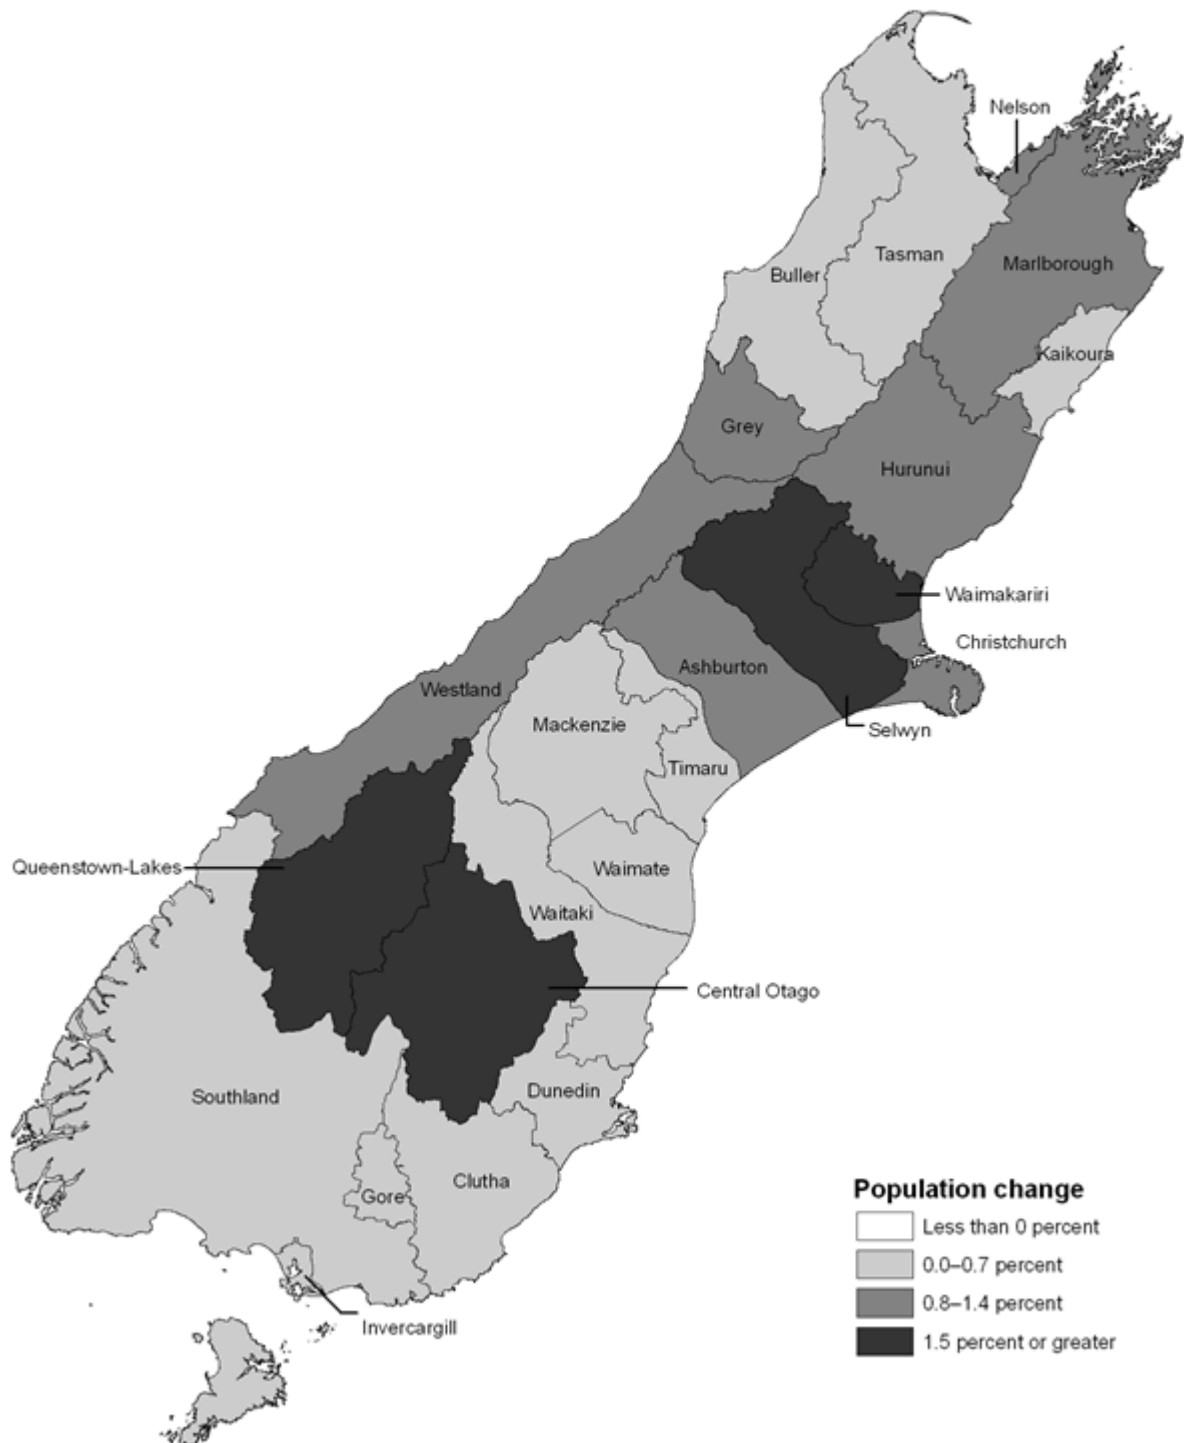 Nelson
Tasman
Marlborough
Buller
Kaikoura
Grey
Hurunui
Waimakariri
Christchurch
Ashburton
Westland
Mackenzie
Selwyn
Timaru
Queenstown-Lakes
Waimate
Waitaki
Central Otago
Southland
Dunedin
Clutha
Gore
Invercargill
Population change
Less than 0 percent
0.0–0.7 percent
0.8–1.4 percent
1.5 percent or greater